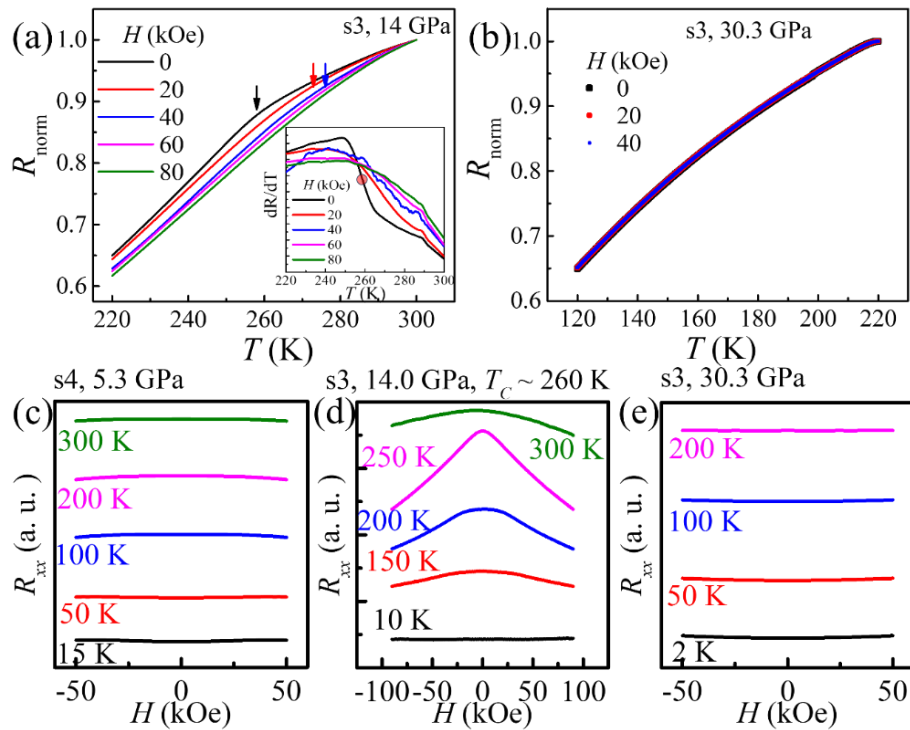 (a)
s3, 14 GPa
H (kOe)
0
20
40
60
80
1.0
0.9
0.8
0.7
0.6
R_norm
220 240 260 280 300
T (K)
dR/dT
H (kOe)
0
20
40
60
80
220 240 260 280 300
T (K)
(b)
s3, 30.3 GPa
H (kOe)
0
20
40
1.0
0.9
0.8
0.7
0.6
R_norm
120 140 160 180 200 220
T (K)
s4, 5.3 GPa
(c)
300 K
200 K
100 K
50 K
15 K
R_xx (a. u.)
-50 0 50
H (kOe)
s3, 14.0 GPa, T_C ~ 260 K
(d)
300 K
250 K
200 K
150 K
10 K
R_xx (a. u.)
-100 -50 0 50 100
H (kOe)
s3, 30.3 GPa
(e)
200 K
100 K
50 K
2 K
R_xx (a. u.)
-50 0 50
H (kOe)